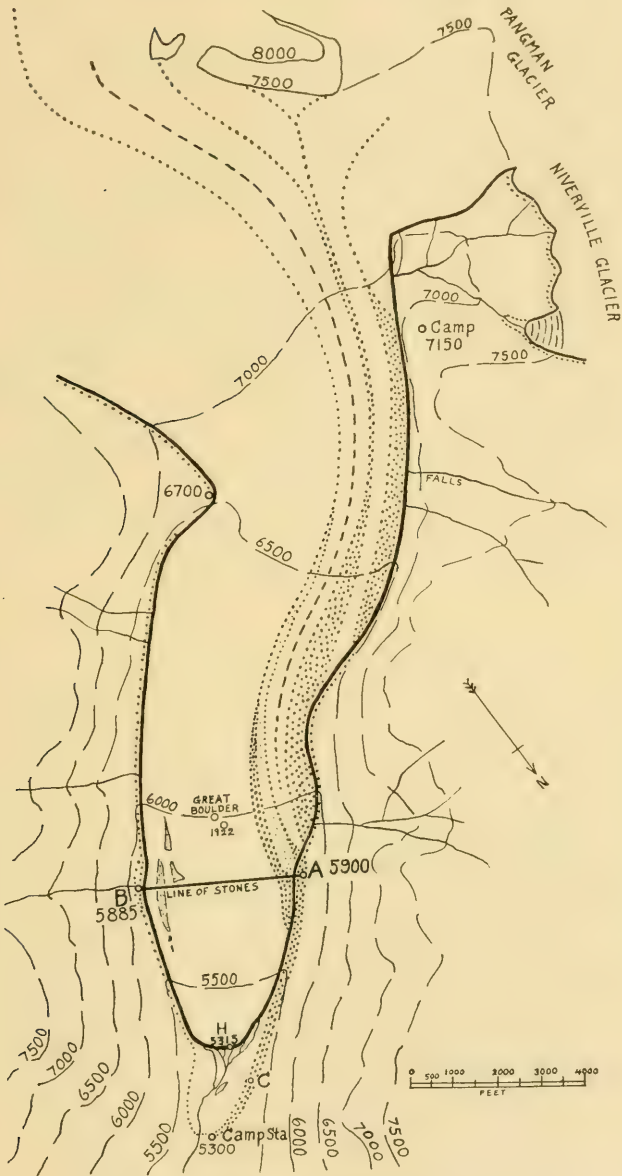 PANGMAN
GLACIER
7500
8000
7500
NIVERVILLE GLACIER
7000
Camp
7150
7500
7000
FALLS
6700
6500
6000
GREAT
BOULDER
1922
A 5900
LINE OF STONES
B
5885
N
5500
H
5315
C
0 500 1000 2000 3000 4000
FEET
Camp Sta
5300
7500
7000
6500
6000
5500
6000
6500
7000
7500